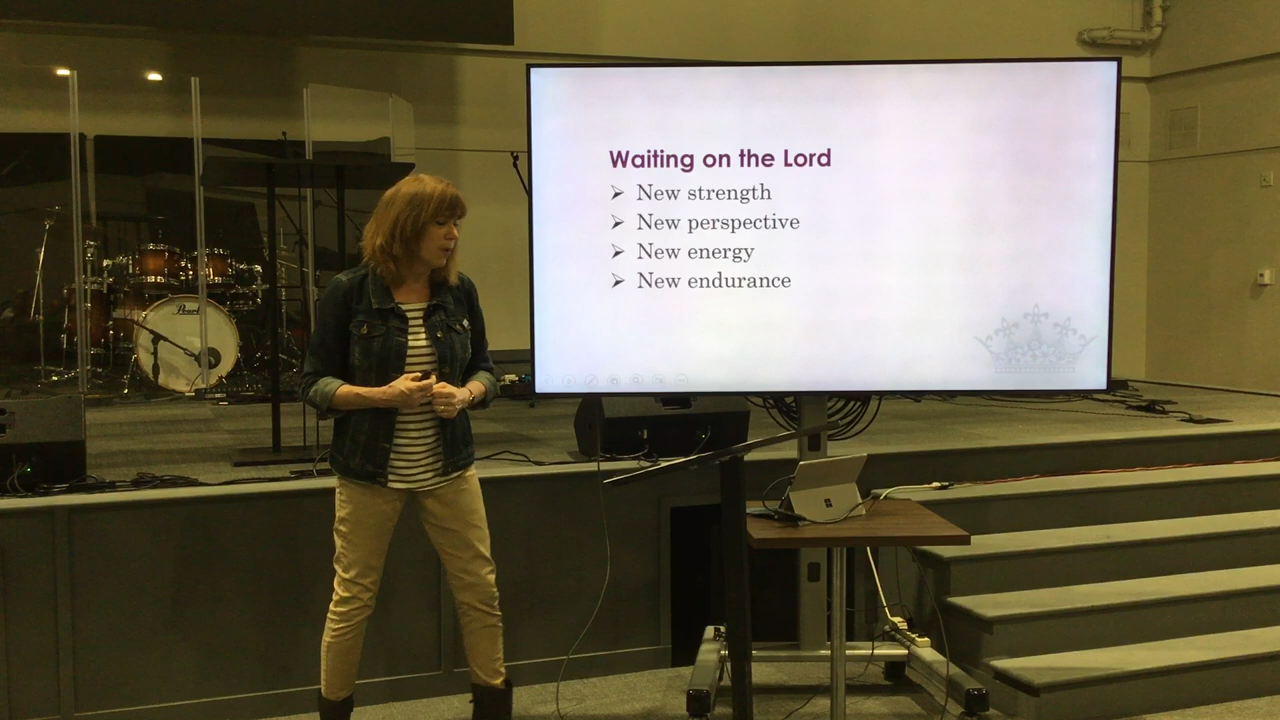 Waiting on the Lord
➢ New strength
➢ New perspective
➢ New energy
➢ New endurance
Pearl